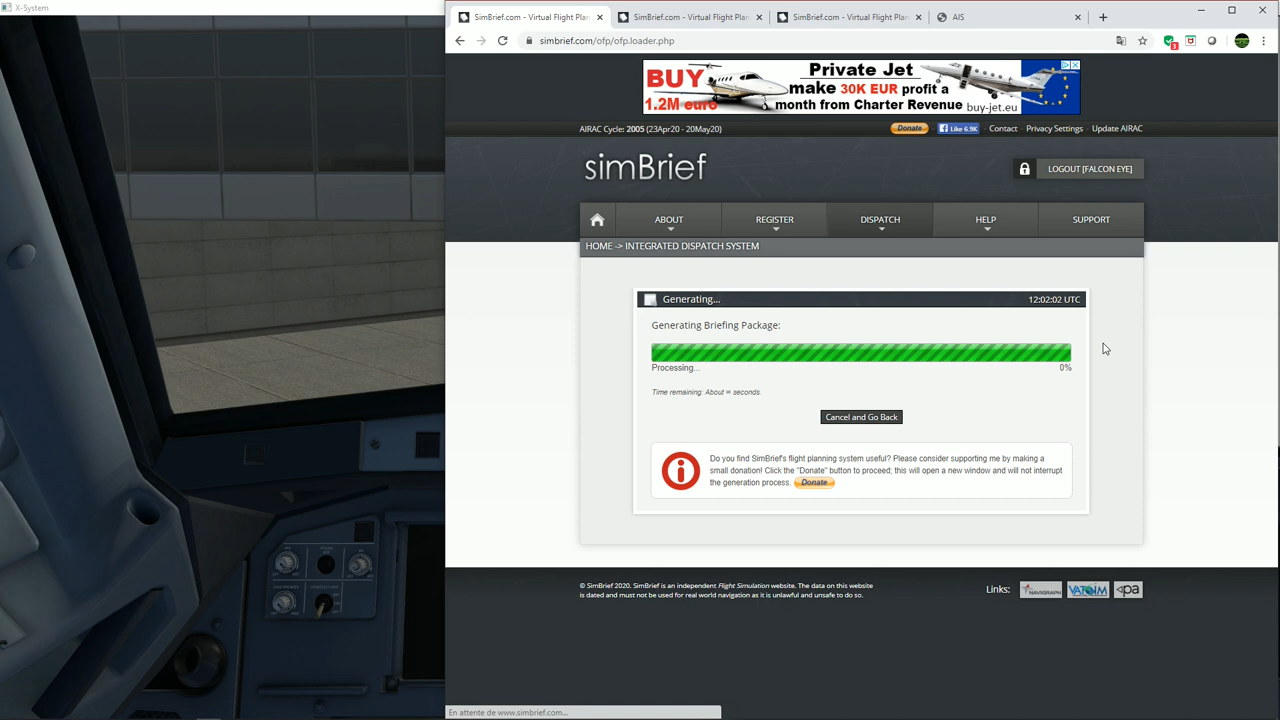 X-System
SimBrief.com - Virtual Flight Plan
SimBrief.com - Virtual Flight Plan
SimBrief.com - Virtual Flight Plan
AIS
simbrief.com/ofp/ofp.loader.php
BUY
1.2M euro
Private Jet
make 30K EUR profit a
month from Charter Revenue
buy-jet.eu
AIRAC Cycle: 2005 (23Apr20 - 20May20)
Donate
Like 6.9K
Contact
Privacy Settings
Update AIRAC
simBrief
LOGOUT [FALCON EYE]
ABOUT
REGISTER
DISPATCH
HELP
SUPPORT
HOME -> INTEGRATED DISPATCH SYSTEM
Generating...
12:02:02 UTC
Generating Briefing Package:
Processing...
0%
Time remaining: About ∞ seconds.
Cancel and Go Back
Do you find SimBrief's flight planning system useful? Please consider supporting me by making a
small donation! Click the "Donate" button to proceed; this will open a new window and will not interrupt
the generation process. Donate
© SimBrief 2020. SimBrief is an independent Flight Simulation website. The data on this website
is dated and must not be used for real world navigation as it is unlawful and unsafe to do so.
Links:
NAVIGRAPH
VATSIM
vpa
En attente de www.simbrief.com...